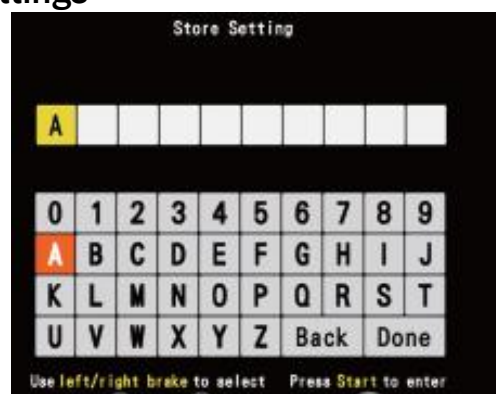 Store Setting
A
0 1 2 3 4 5 6 7 8 9
A B C D E F G H I J
K L M N O P Q R S T
U V W X Y Z Back Done
Use left/right brake to select Press Start to enter